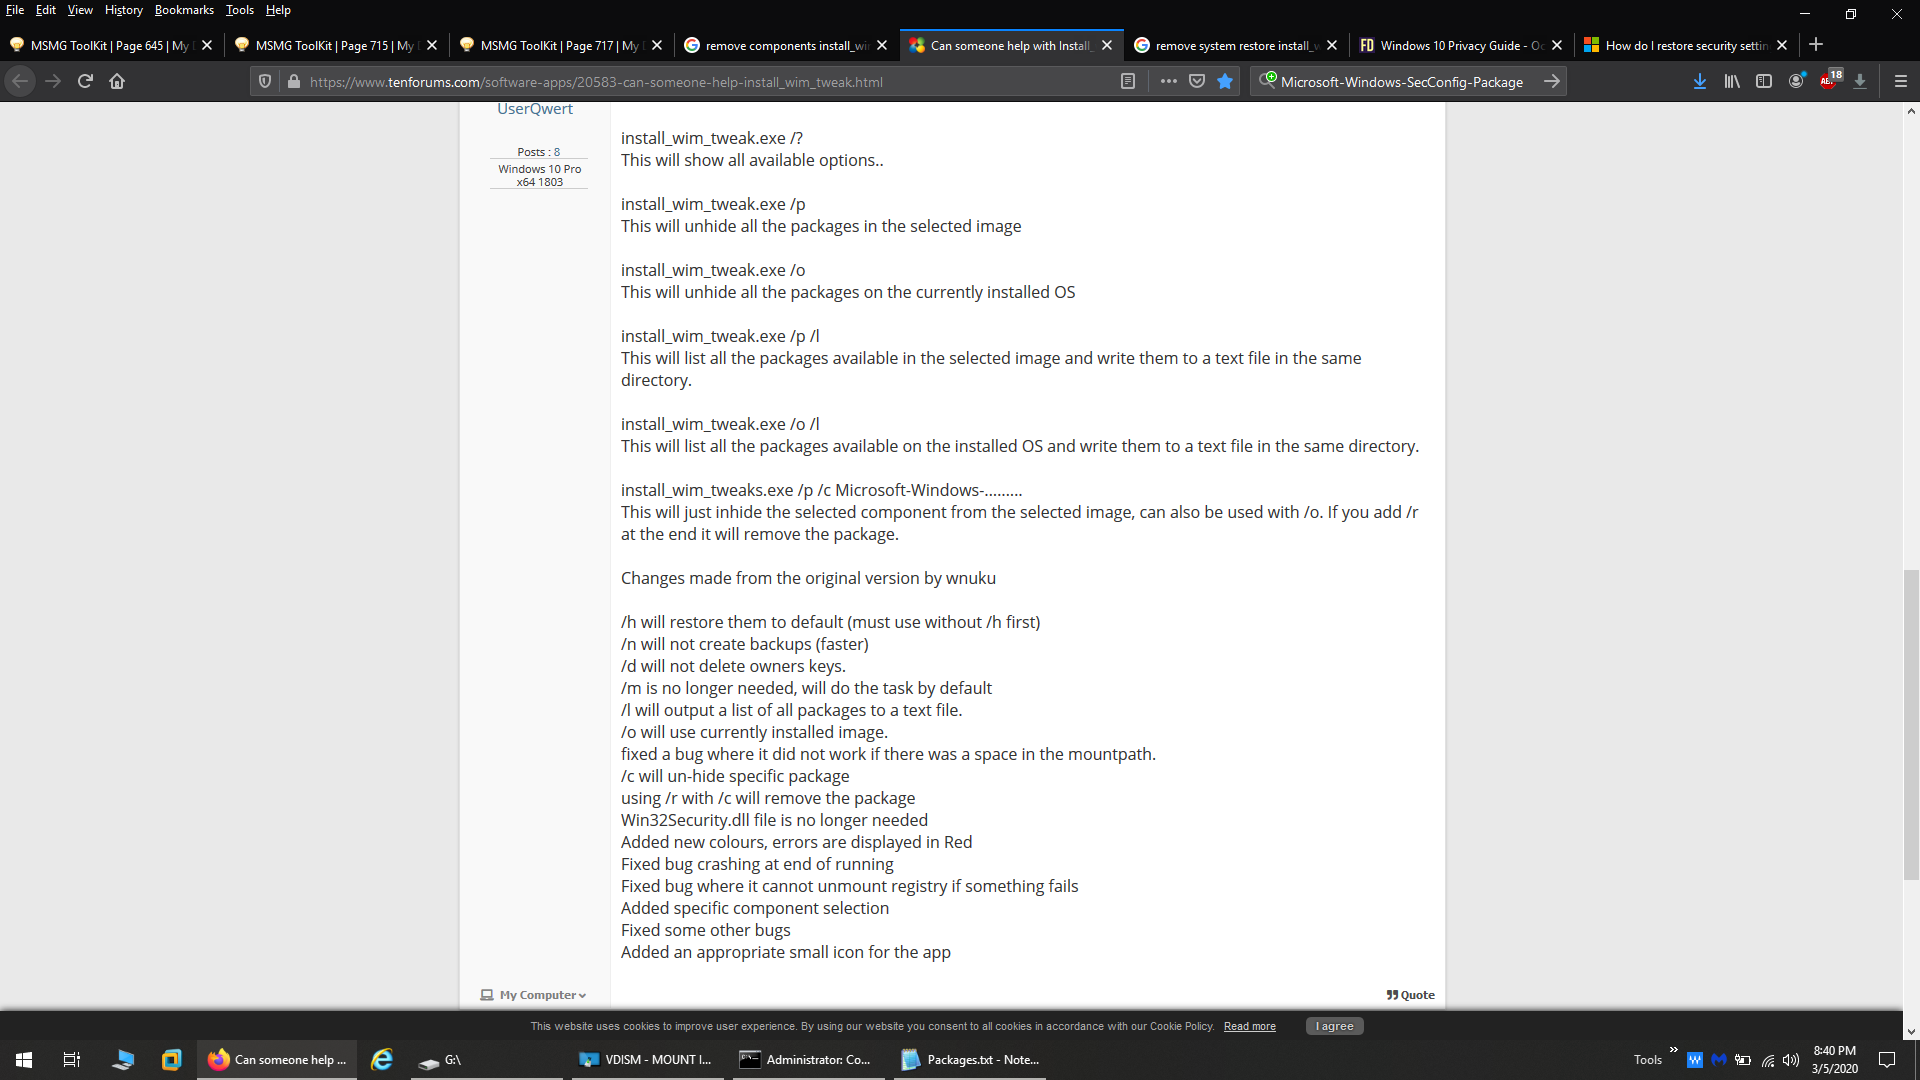 File Edit View History Bookmarks Tools Help
MSMG ToolKit | Page 645 | My
MSMG ToolKit | Page 715 | My
MSMG ToolKit | Page 717 | My
remove components install_wi
Can someone help with Install_
remove system restore install_
Windows 10 Privacy Guide - O
How do I restore security settin
https://www.tenforums.com/software-apps/20583-can-someone-help-install_wim_tweak.html
Microsoft-Windows-SecConfig-Package
18
UserQwert
Posts : 8
Windows 10 Pro
x64 1803
install_wim_tweak.exe /?
This will show all available options..
install_wim_tweak.exe /p
This will unhide all the packages in the selected image
install_wim_tweak.exe /o
This will unhide all the packages on the currently installed OS
install_wim_tweak.exe /p /l
This will list all the packages available in the selected image and write them to a text file in the same
directory.
install_wim_tweak.exe /o /l
This will list all the packages available on the installed OS and write them to a text file in the same directory.
install_wim_tweaks.exe /p /c Microsoft-Windows-.........
This will just inhide the selected component from the selected image, can also be used with /o. If you add /r
at the end it will remove the package.
Changes made from the original version by wnuku
/h will restore them to default (must use without /h first)
/n will not create backups (faster)
/d will not delete owners keys.
/m is no longer needed, will do the task by default
/l will output a list of all packages to a text file.
/o will use currently installed image.
fixed a bug where it did not work if there was a space in the mountpath.
/c will un-hide specific package
using /r with /c will remove the package
Win32Security.dll file is no longer needed
Added new colours, errors are displayed in Red
Fixed bug crashing at end of running
Fixed bug where it cannot unmount registry if something fails
Added specific component selection
Fixed some other bugs
Added an appropriate small icon for the app
My Computer
Quote
This website uses cookies to improve user experience. By using our website you consent to all cookies in accordance with our Cookie Policy. Read more
I agree
Can someone help ...
G:\
VDISM - MOUNT I...
Administrator: Co...
Packages.txt - Note...
Tools
8:40 PM
3/5/2020